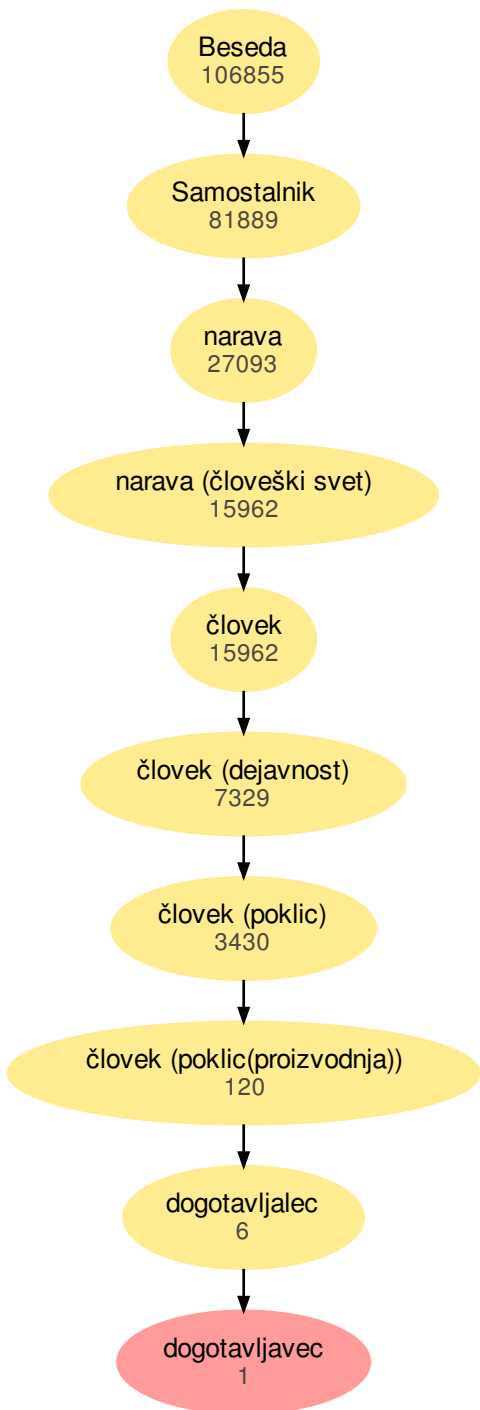 Beseda
106855
Samostalnik
81889
narava
27093
narava (človeški svet)
15962
človek
15962
človek (dejavnost)
7329
človek (poklic)
3430
človek (poklic(proizvodnja))
120
dogotavljalec
6
dogotavljavec
1